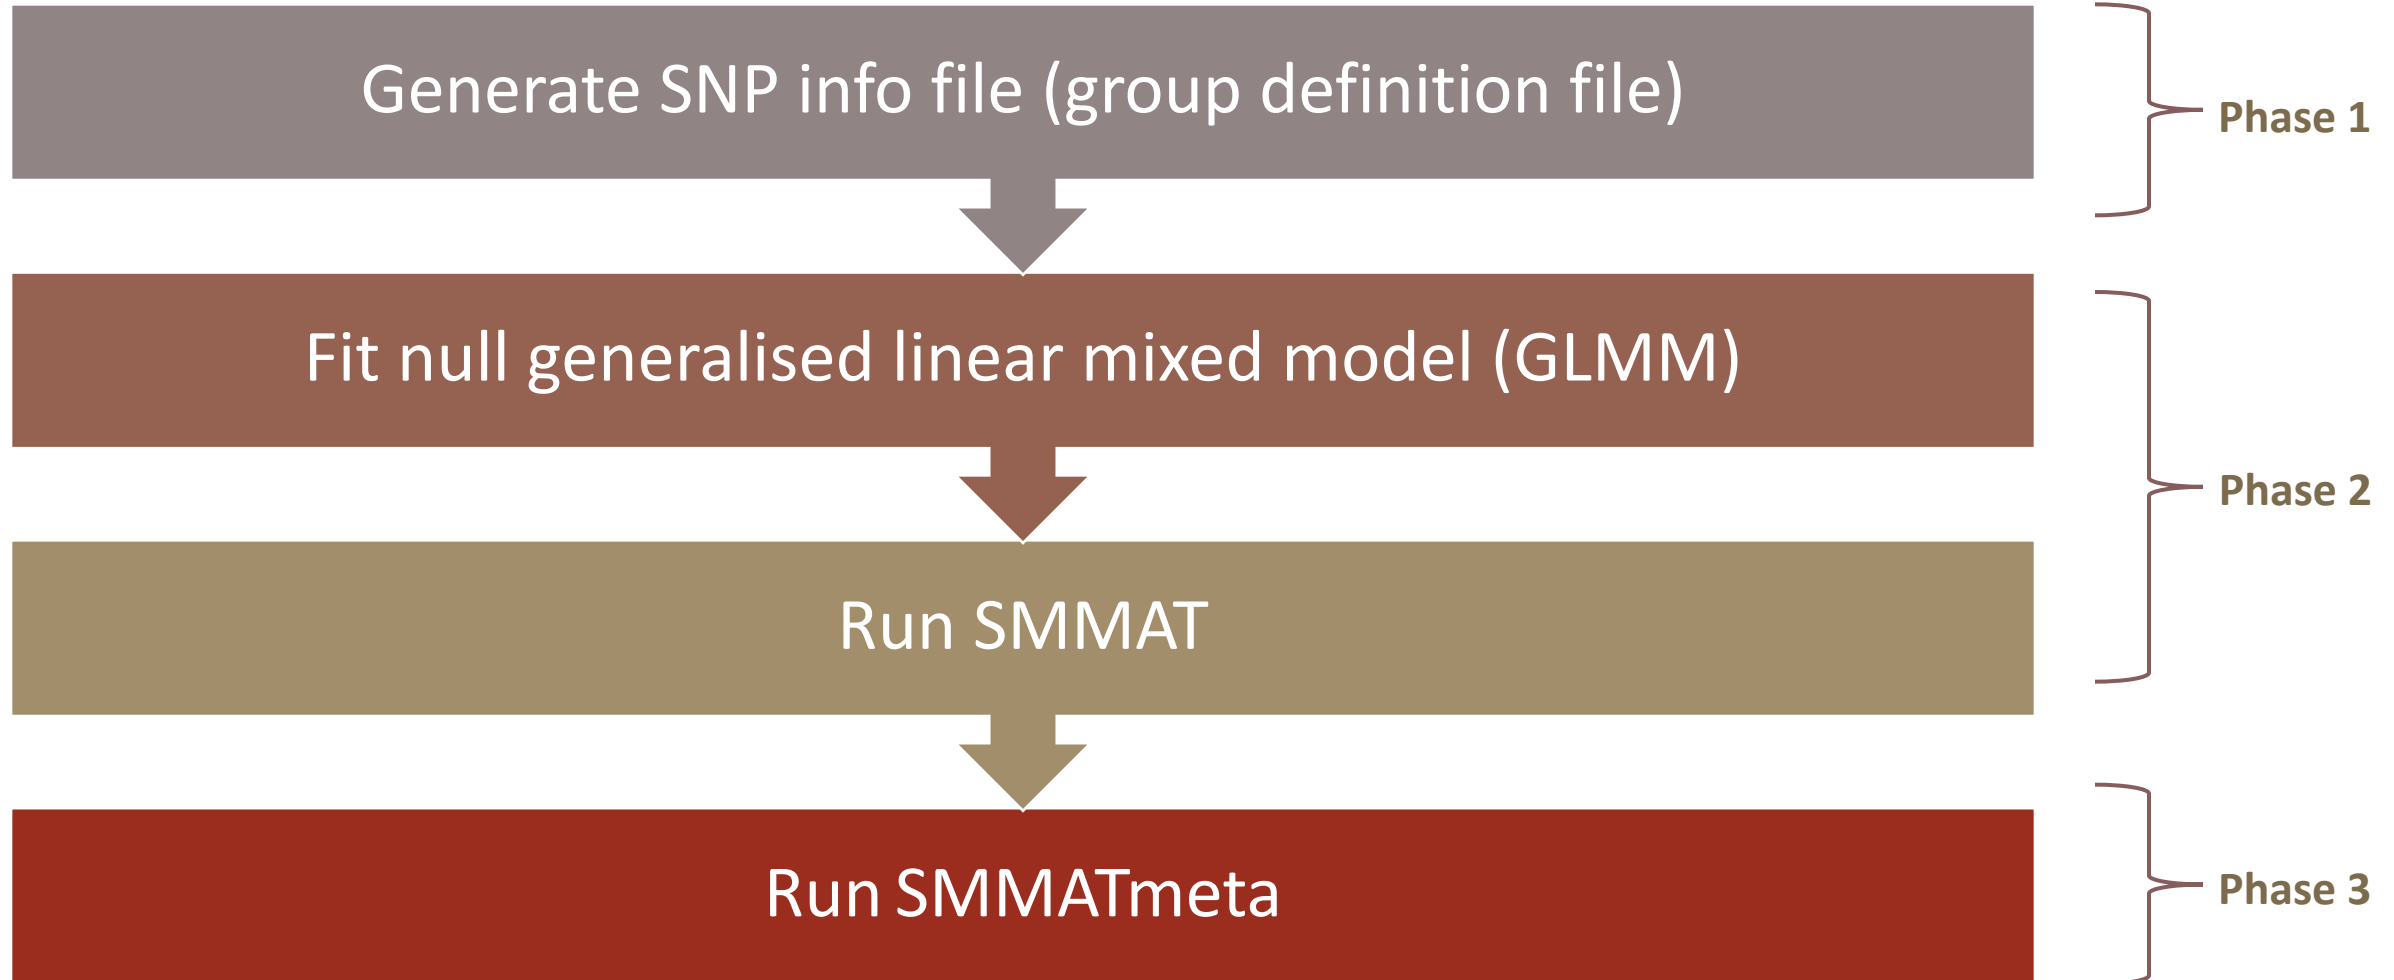 Generate SNP info file (group definition file)
Phase 1
Fit null generalised linear mixed model (GLMM)
Phase 2
Run SMMAT
Run SMMATmeta
Phase 3